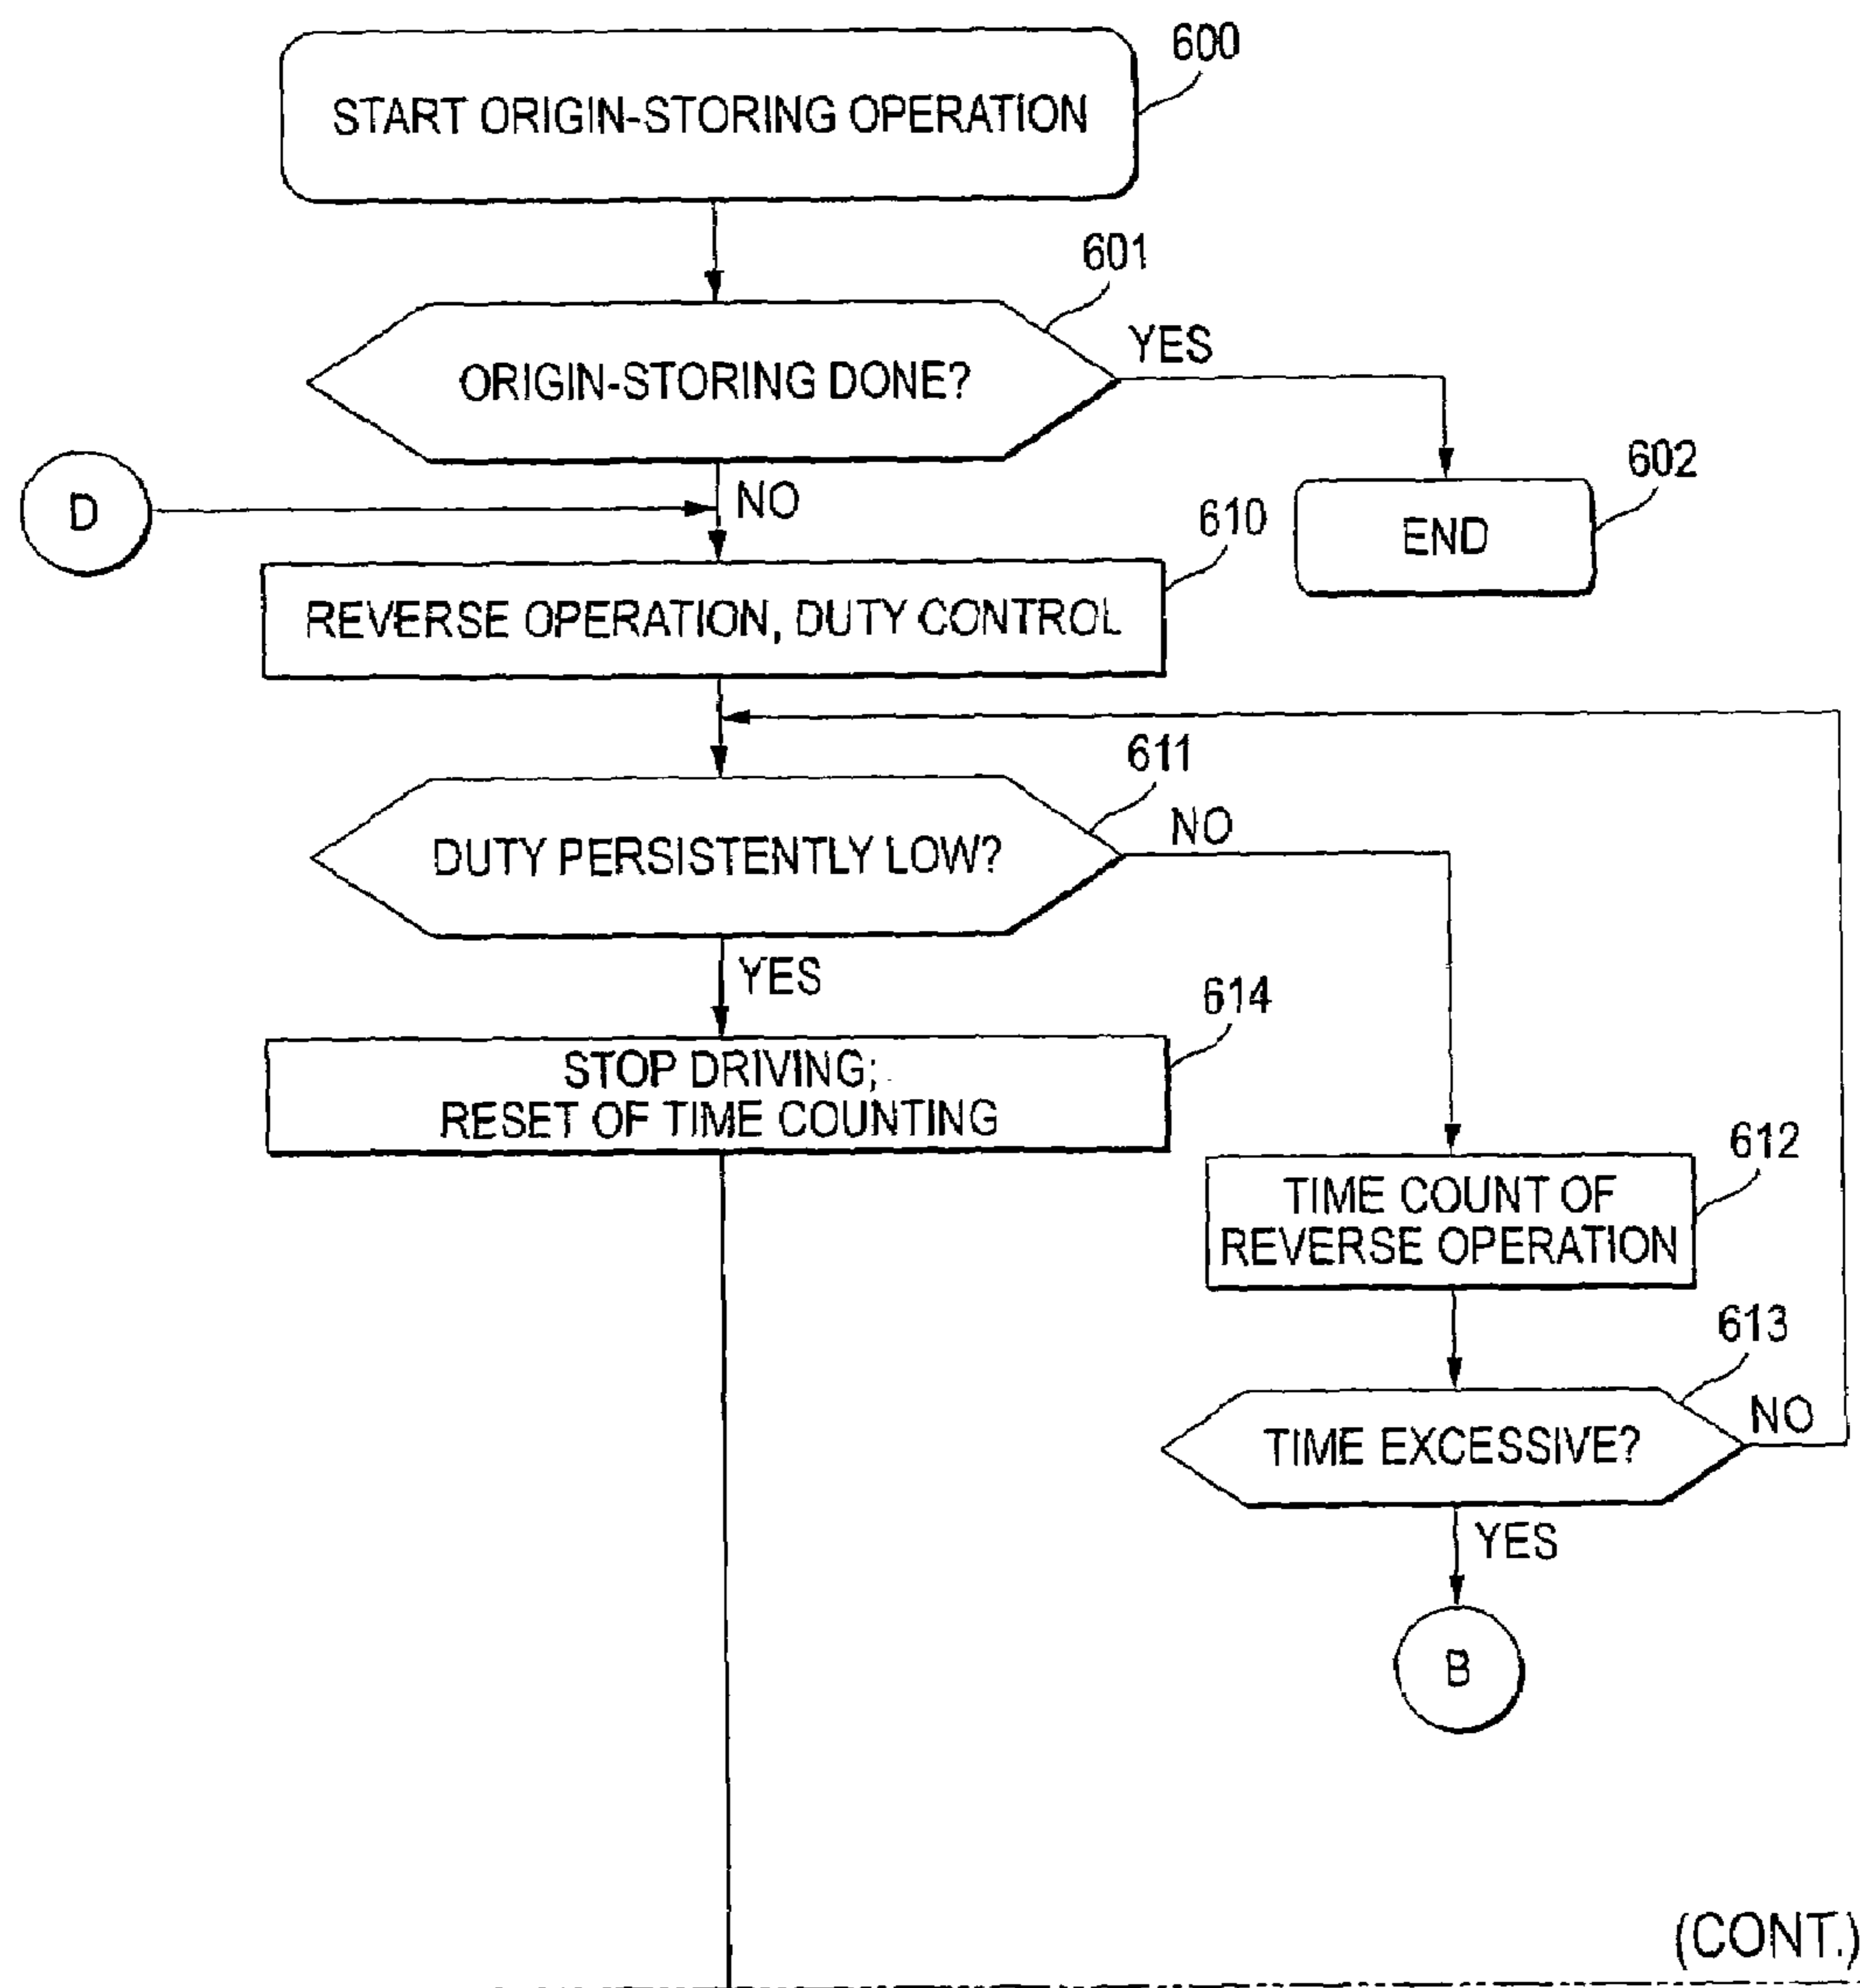 600
START ORIGIN-STORING OPERATION
601
YES
ORIGIN-STORING DONE?
602
D
NO
610
END
REVERSE OPERATION, DUTY CONTROL
611
NO
DUTY PERSISTENTLY LOW?
YES
614
STOP DRIVING;
RESET OF TIME COUNTING
612
TIME COUNT OF
REVERSE OPERATION
613
NO
TIME EXCESSIVE?
YES
B
(CONT.)